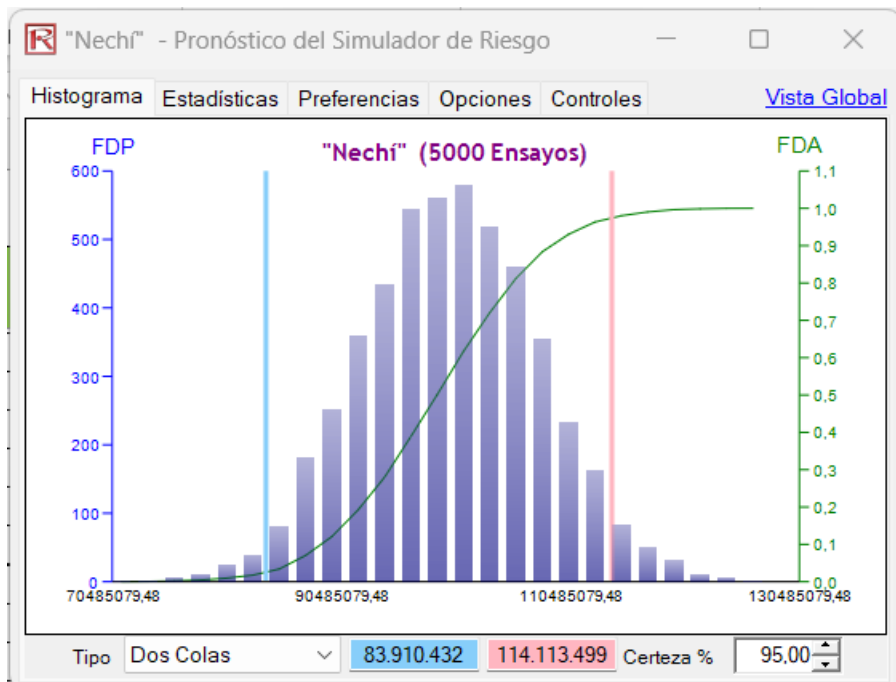 "Nechí" - Pronóstico del Simulador de Riesgo
Histograma Estadísticas Preferencias Opciones Controles Vista Global
FDP "Nechí" (5000 Ensayos) FDA
600 1,1
1,0
500 0,9
0,8
400 0,7
0,6
300 0,5
0,4
200 0,3
100 0,2
0,1
0 0,0
70485079,48 90485079,48 110485079,48 130485079,48
Tipo Dos Colas 83.910.432 114.113.499 Certeza % 95,00